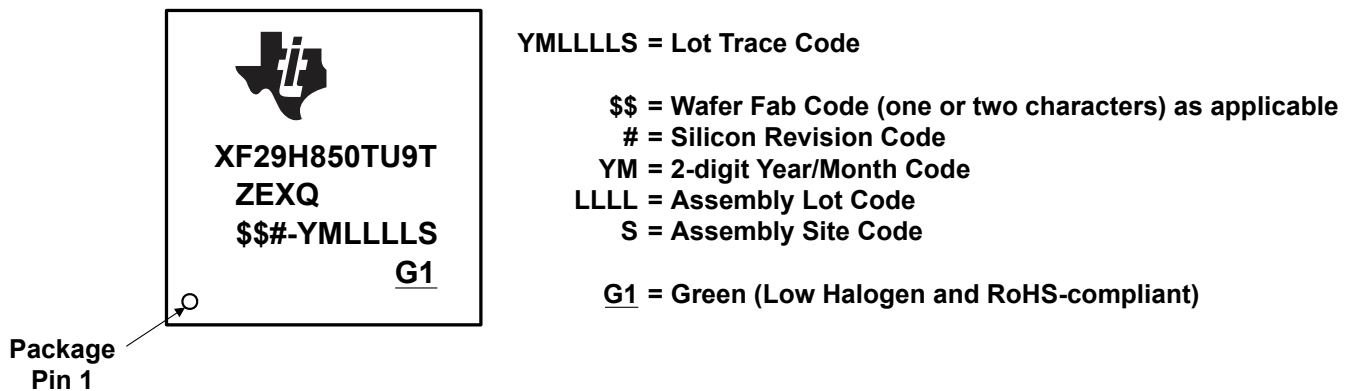 XF29H850TU9T
ZEXQ
$$#-YMLLLLS
G1
Package
Pin 1
YMLLLLS = Lot Trace Code
$$ = Wafer Fab Code (one or two characters) as applicable
# = Silicon Revision Code
YM = 2-digit Year/Month Code
LLLL = Assembly Lot Code
S = Assembly Site Code
G1 = Green (Low Halogen and RoHS-compliant)